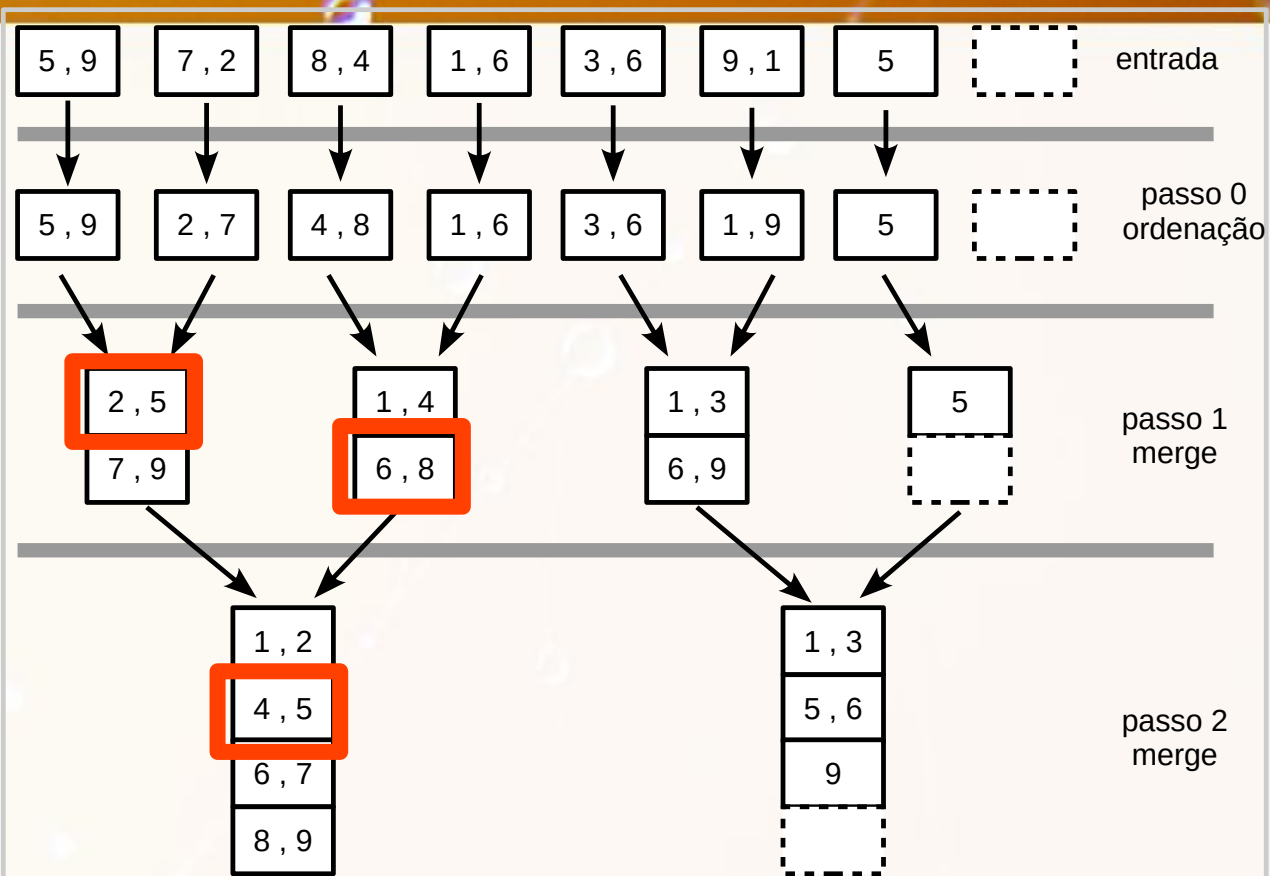 5 , 9 7 , 2 8 , 4 1 , 6 3 , 6 9 , 1 5 entrada
passo 0
5 , 9 2 , 7 4 , 8 1 , 6 3 , 6 1 , 9 5 ordenação
2 , 5 1 , 4 1 , 3 5
passo 1
merge
7 , 9 6 , 8 6 , 9
1 , 2 1 , 3
4 , 5 5 , 6
passo 2
merge
6 , 7 9
8 , 9